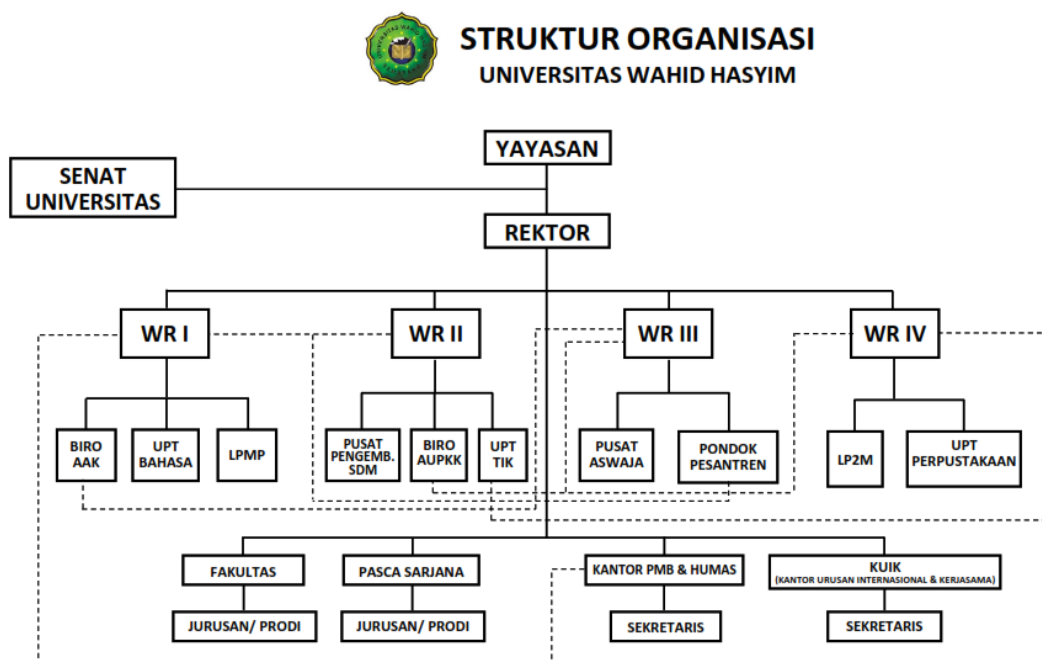 STRUKTUR ORGANISASI
UNIVERSITAS WAHID HASYIM
YAYASAN
SENAT
UNIVERSITAS
REKTOR
WR I
WR II
WR III
WR IV
BIRO
AAK
UPT
BAHASA
LPMP
PUSAT
PENGEMB.
SDM
BIRO
AUPKK
UPT
TIK
PUSAT
ASWAJA
PONDOK
PESANTREN
LP2M
UPT
PERPUSTAKAAN
FAKULTAS
PASCA SARJANA
KANTOR PMB & HUMAS
KUIK
(KANTOR URUSAN INTERNASIONAL & KERJASAMA)
JURUSAN/ PRODI
JURUSAN/ PRODI
SEKRETARIS
SEKRETARIS